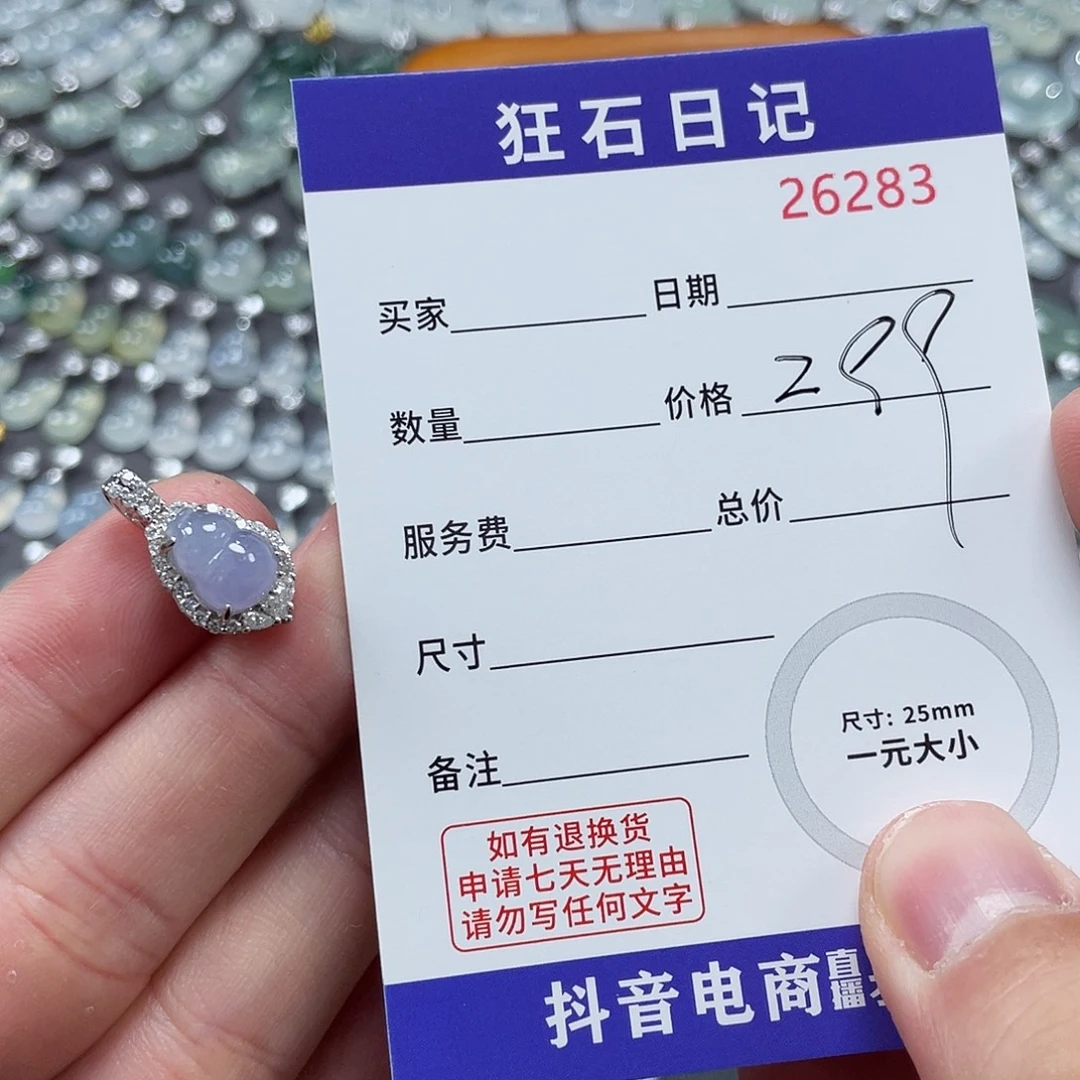 狂石日记
26283
买家 日期
数量 价格 299
服务费 总价
尺寸
尺寸: 25mm
一元大小
备注
如有退换货
申请七天无理由
请勿写任何文字
抖音电商直播